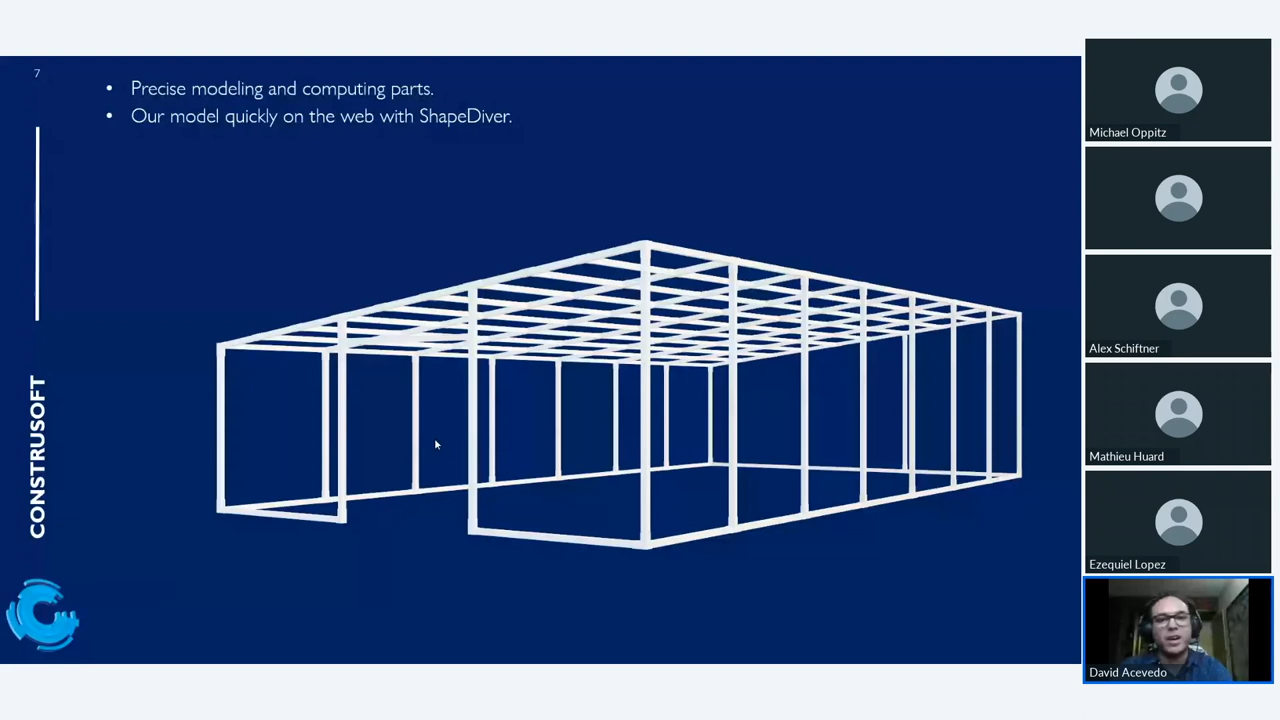 7
• Precise modeling and computing parts.
• Our model quickly on the web with ShapeDiver.
CONSTRUSOFT
Michael Oppitz
Alex Schiftner
Mathieu Huard
Ezequiel Lopez
David Acevedo